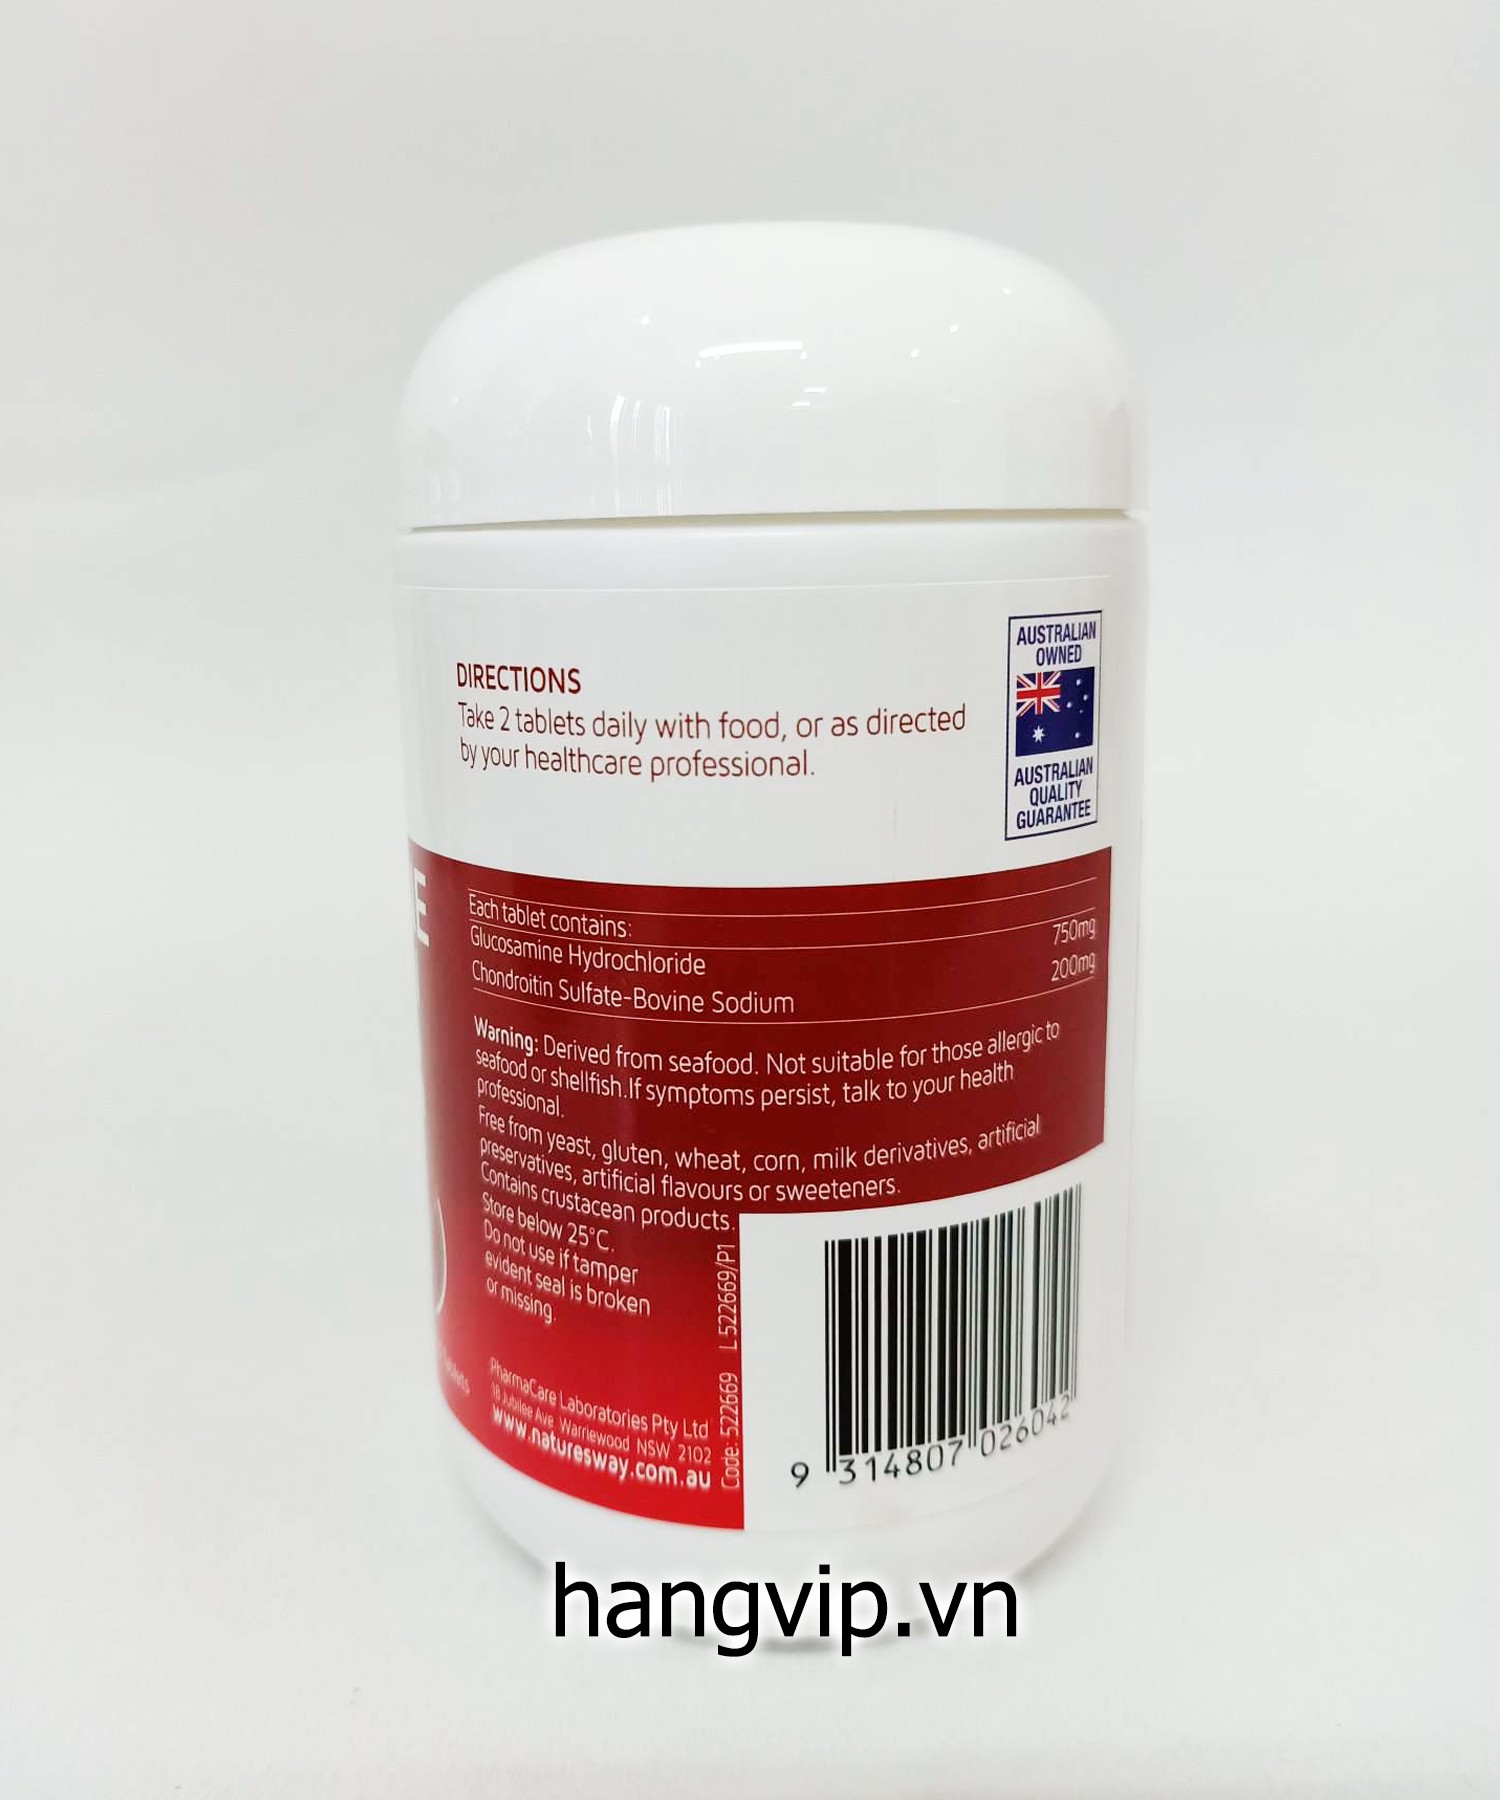 DIRECTIONS
Take 2 tablets daily with food, or as directed
by your healthcare professional.
AUSTRALIAN
OWNED
AUSTRALIAN
QUALITY
GUARANTEE
E
Each tablet contains:
Glucosamine Hydrochloride 750mg
Chondroitin Sulfate-Bovine Sodium 200mg
Warning: Derived from seafood. Not suitable for those allergic to
seafood or shellfish.If symptoms persist, talk to your health
professional.
Free from yeast, gluten, wheat, corn, milk derivatives, artificial
preservatives, artificial flavours or sweeteners.
Contains crustacean products.
Store below 25°C.
Do not use if tamper
evident seal is broken
or missing.
Tablets
PharmaCare Laboratories Pty Ltd
18 Jubilee Ave Warriewood NSW 2102
www.naturesway.com.au
Code: 522669 L522669/P1
9 314807 026042
hangvip.vn